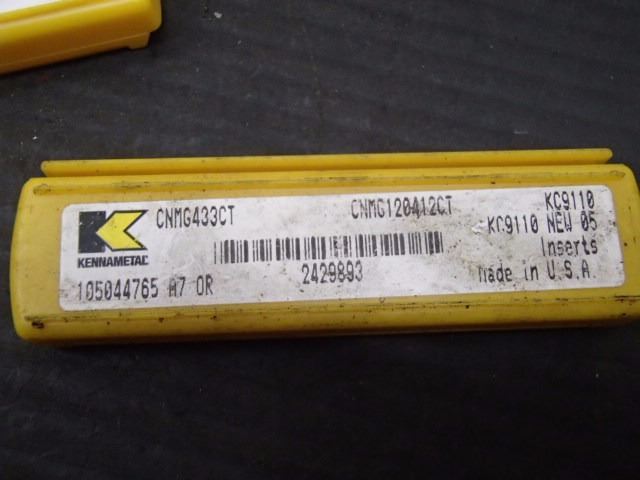 CNMG433CT CNMG120412CT KC9110
KC9110 NEW 05
KENNAMETAL Inserts
105044765 A7 OR 2429893 Made in U.S.A.